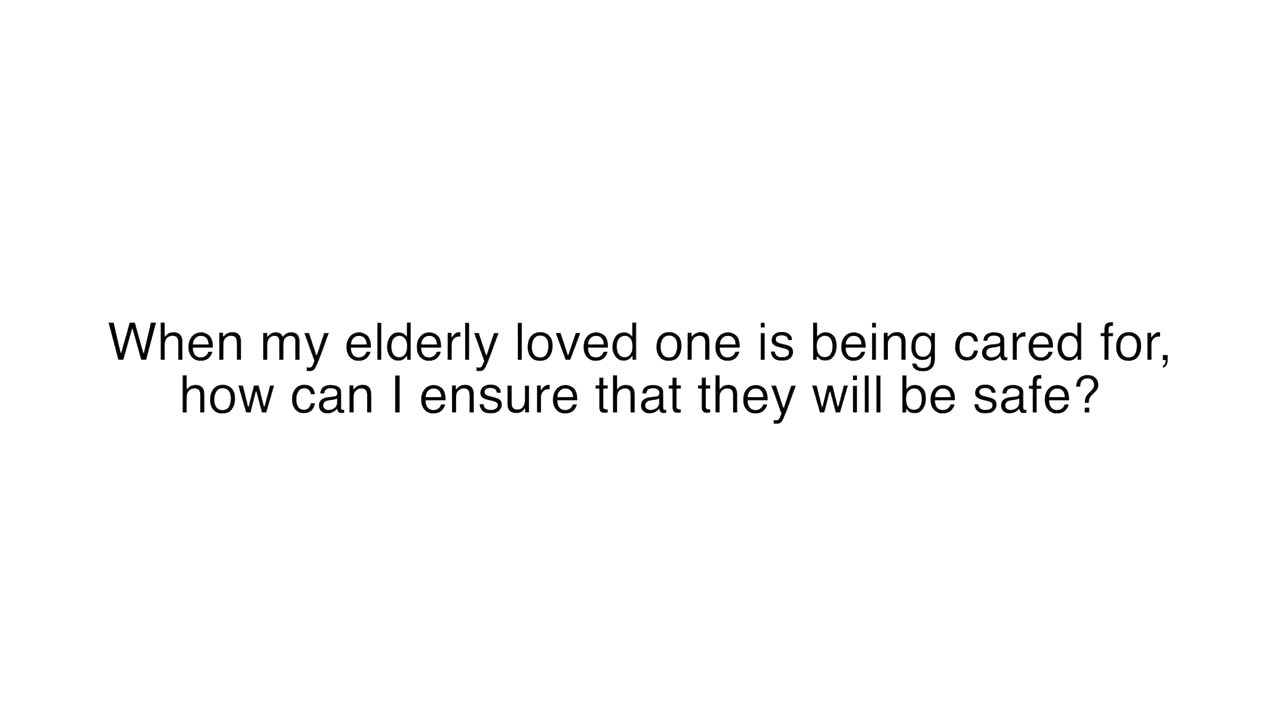 When my elderly loved one is being cared for,
how can I ensure that they will be safe?